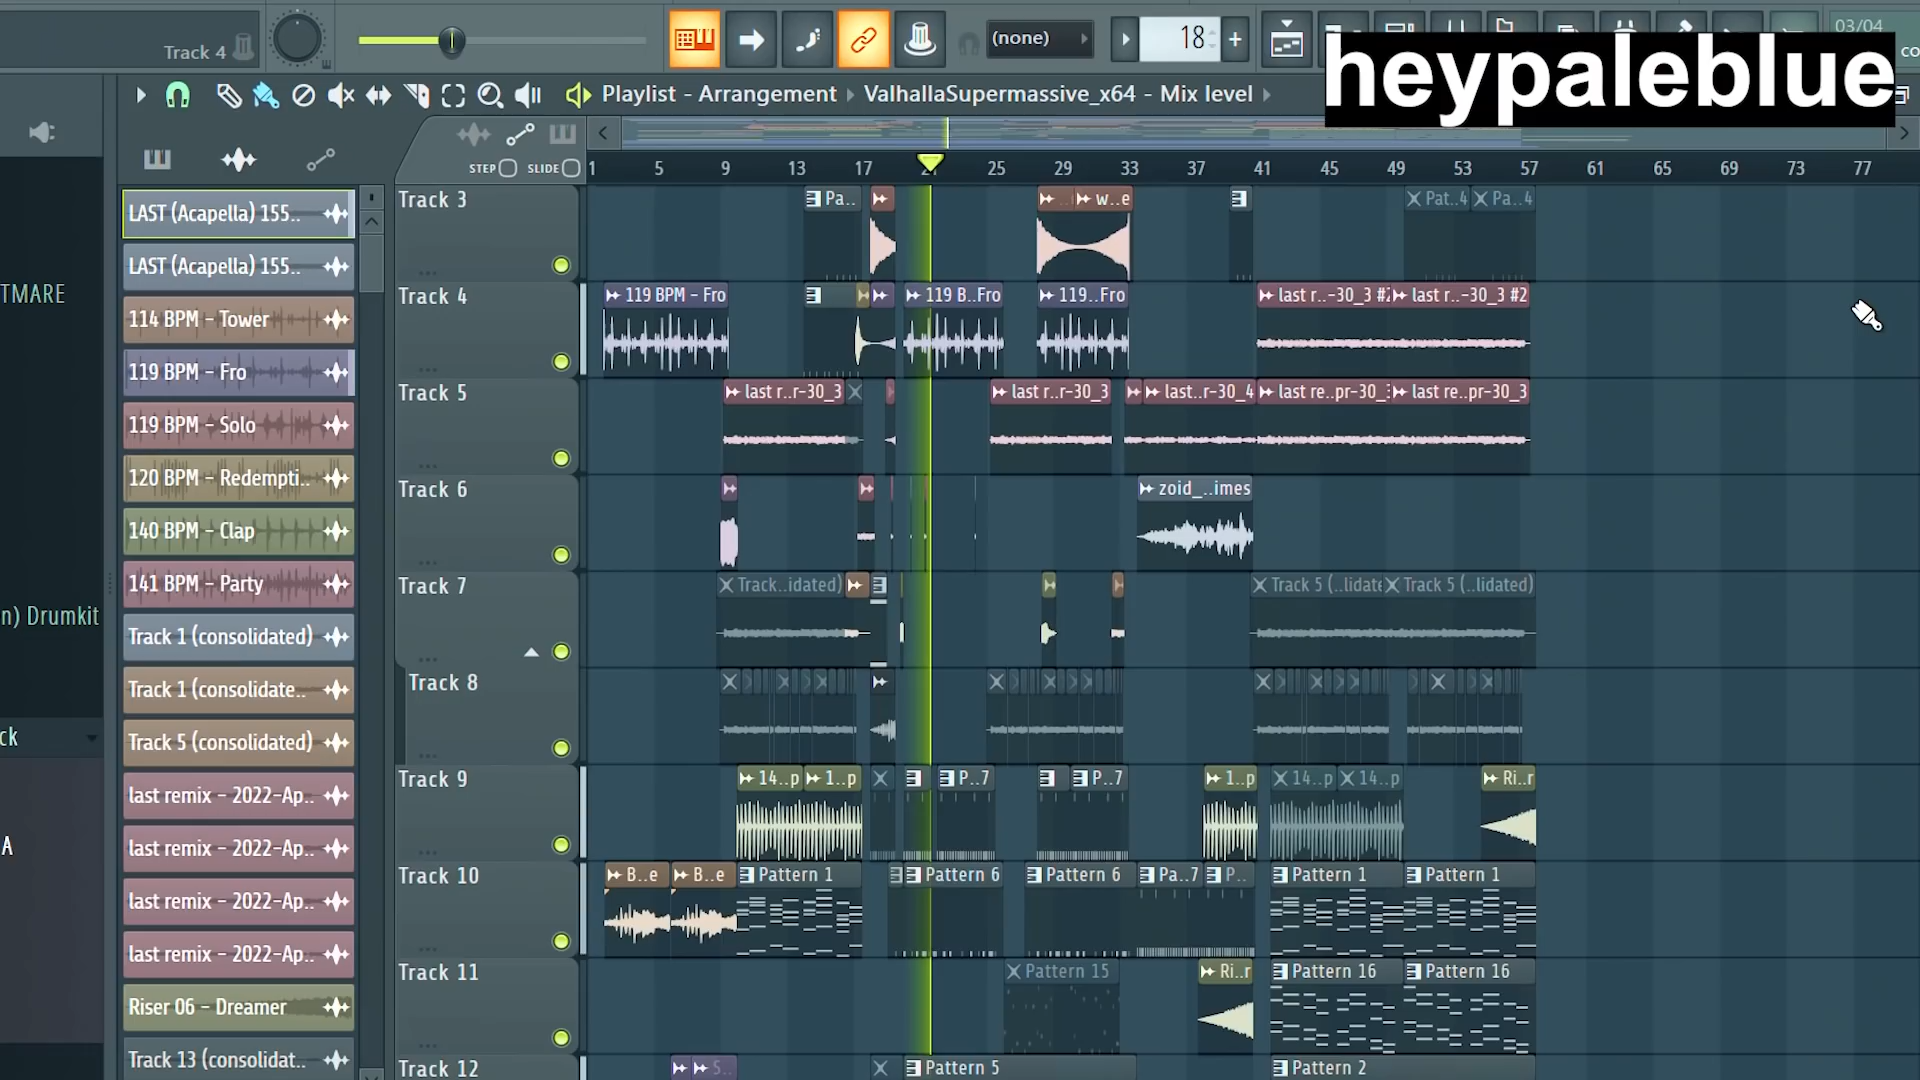 Track 4
(none)
18
03/04
co
heypaleblue
Playlist - Arrangement
ValhallaSupermassive_x64 - Mix level
STEP
SLIDE
1 5 9 13 17 21 25 29 33 37 41 45 49 53 57 61 65 69 73 77
TMARE
n) Drumkit
ck
A
LAST (Acapella) 155..
LAST (Acapella) 155..
114 BPM - Tower
119 BPM - Fro
119 BPM - Solo
120 BPM - Redempti..
140 BPM - Clap
141 BPM - Party
Track 1 (consolidated)
Track 1 (consolidate..
Track 5 (consolidated)
last remix - 2022-Ap..
last remix - 2022-Ap..
last remix - 2022-Ap..
last remix - 2022-Ap..
Riser 06 - Dreamer
Track 13 (consolidat..
Track 3
Pa..
w..e
Pat..4
Pa..4
Track 4
119 BPM - Fro
119 B..Fro
119..Fro
last r..-30_3 #2
last r..-30_3 #2
Track 5
last r..r-30_3
last r..r-30_3
last..r-30_4
last re..pr-30_3
last re..pr-30_3
Track 6
zoid_..imes
Track 7
Track..idated)
Track 5 (..lidate
Track 5 (..lidated)
Track 8
Track 9
14..p
1..p
P..7
P..7
1..p
14..p
14..p
Ri..r
Track 10
B..e
B..e
Pattern 1
Pattern 6
Pattern 6
Pa..7
P..
Pattern 1
Pattern 1
Track 11
Pattern 15
Ri..r
Pattern 16
Pattern 16
Track 12
S..
Pattern 5
Pattern 2